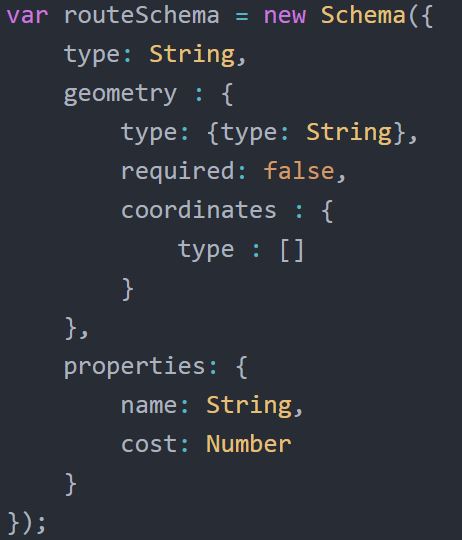 var routeSchema = new Schema({
    type: String,
    geometry : {
        type: {type: String},
        required: false,
        coordinates : {
            type : []
        }
    },
    properties: {
        name: String,
        cost: Number
    }
});